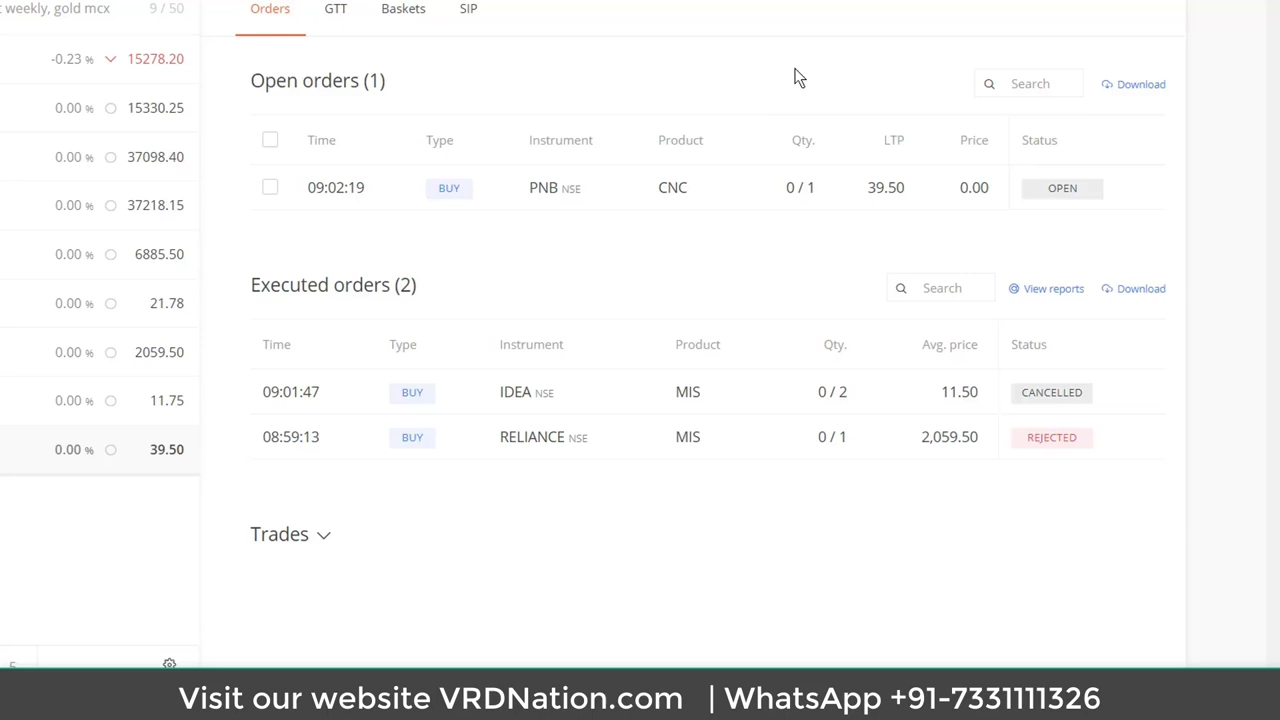 t weekly, gold mcx 9 / 50
Orders GTT Baskets SIP
-0.23 % 15278.20
Open orders (1) Search Download
0.00 % 15330.25
Time Type Instrument Product Qty. LTP Price Status
0.00 % 37098.40
09:02:19 BUY PNB NSE CNC 0 / 1 39.50 0.00 OPEN
0.00 % 37218.15
0.00 % 6885.50
Executed orders (2) Search View reports Download
0.00 % 21.78
Time Type Instrument Product Qty. Avg. price Status
0.00 % 2059.50
09:01:47 BUY IDEA NSE MIS 0 / 2 11.50 CANCELLED
0.00 % 11.75
08:59:13 BUY RELIANCE NSE MIS 0 / 1 2,059.50 REJECTED
0.00 % 39.50
Trades
Visit our website VRDNation.com | WhatsApp +91-7331111326